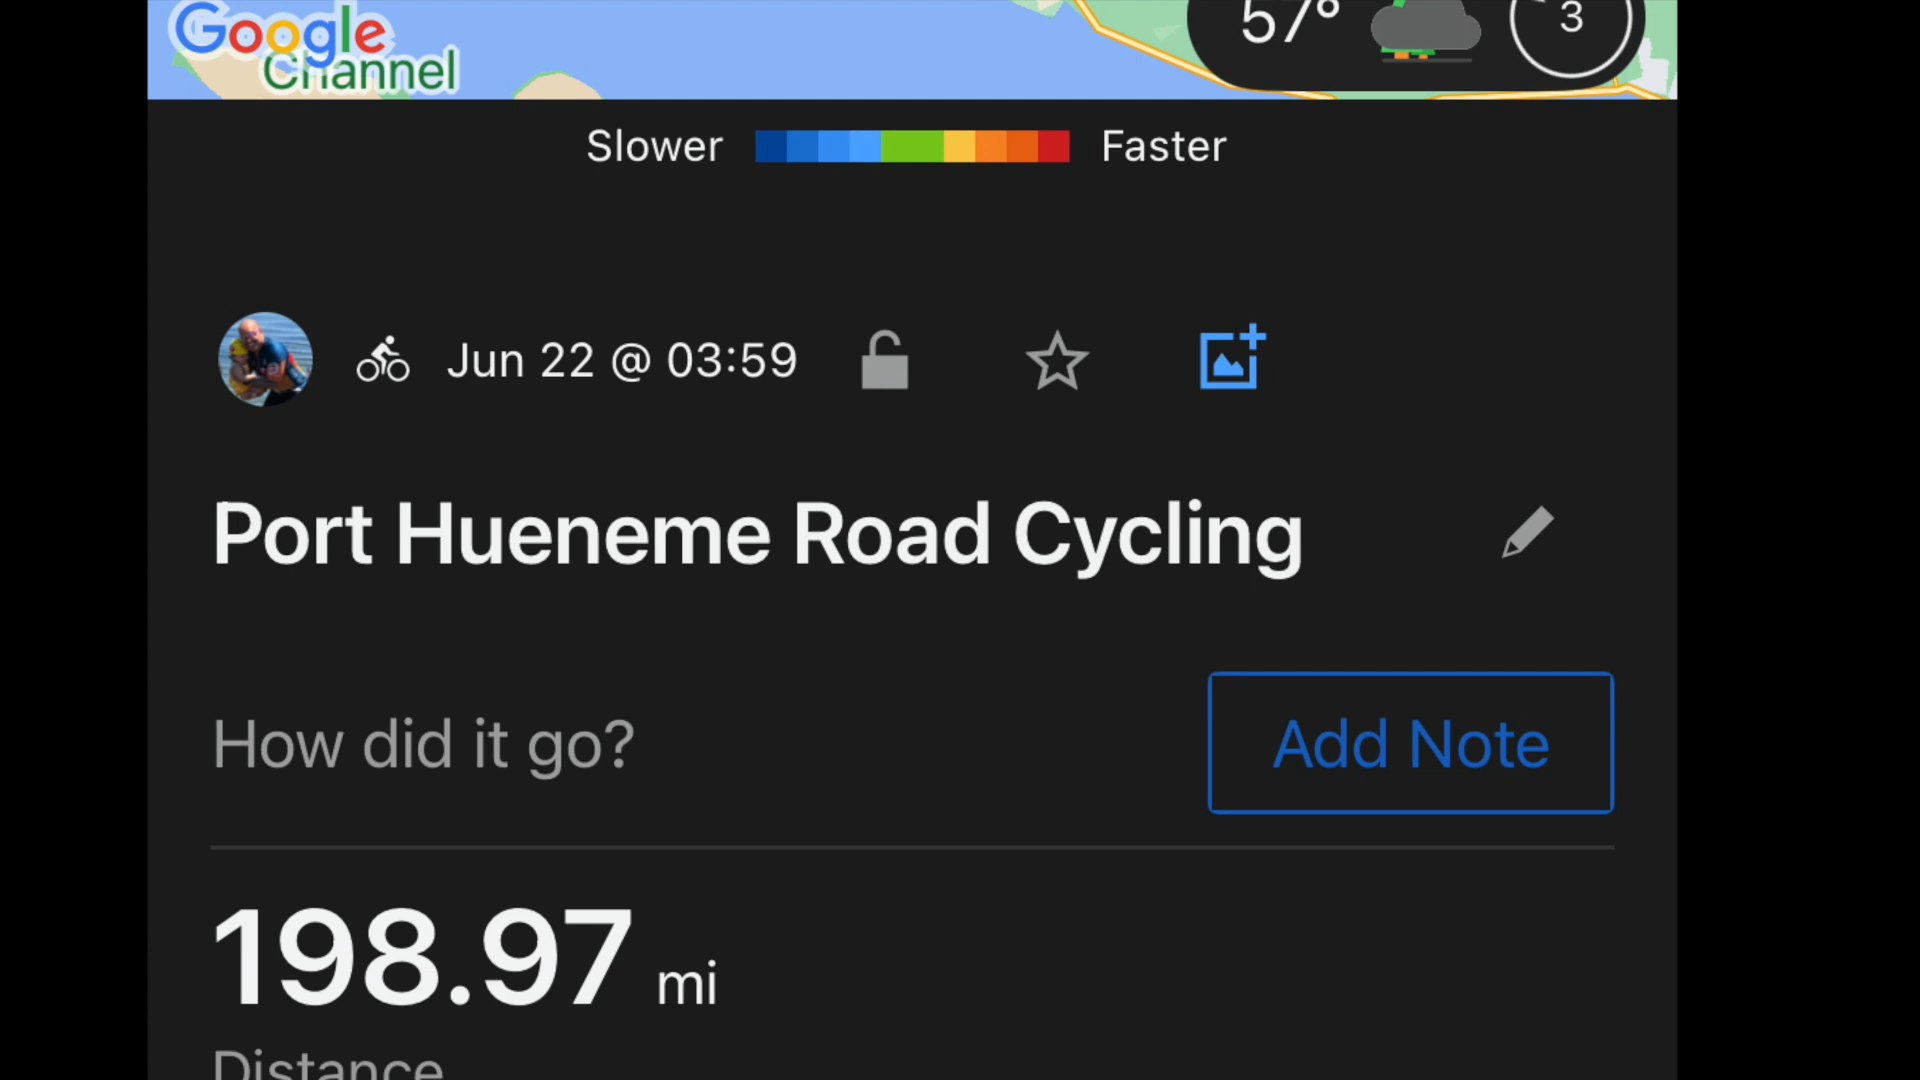 Google
Channel
57°
3
Slower
Faster
Jun 22 @ 03:59
Port Hueneme Road Cycling
How did it go?
Add Note
198.97 mi
Distance